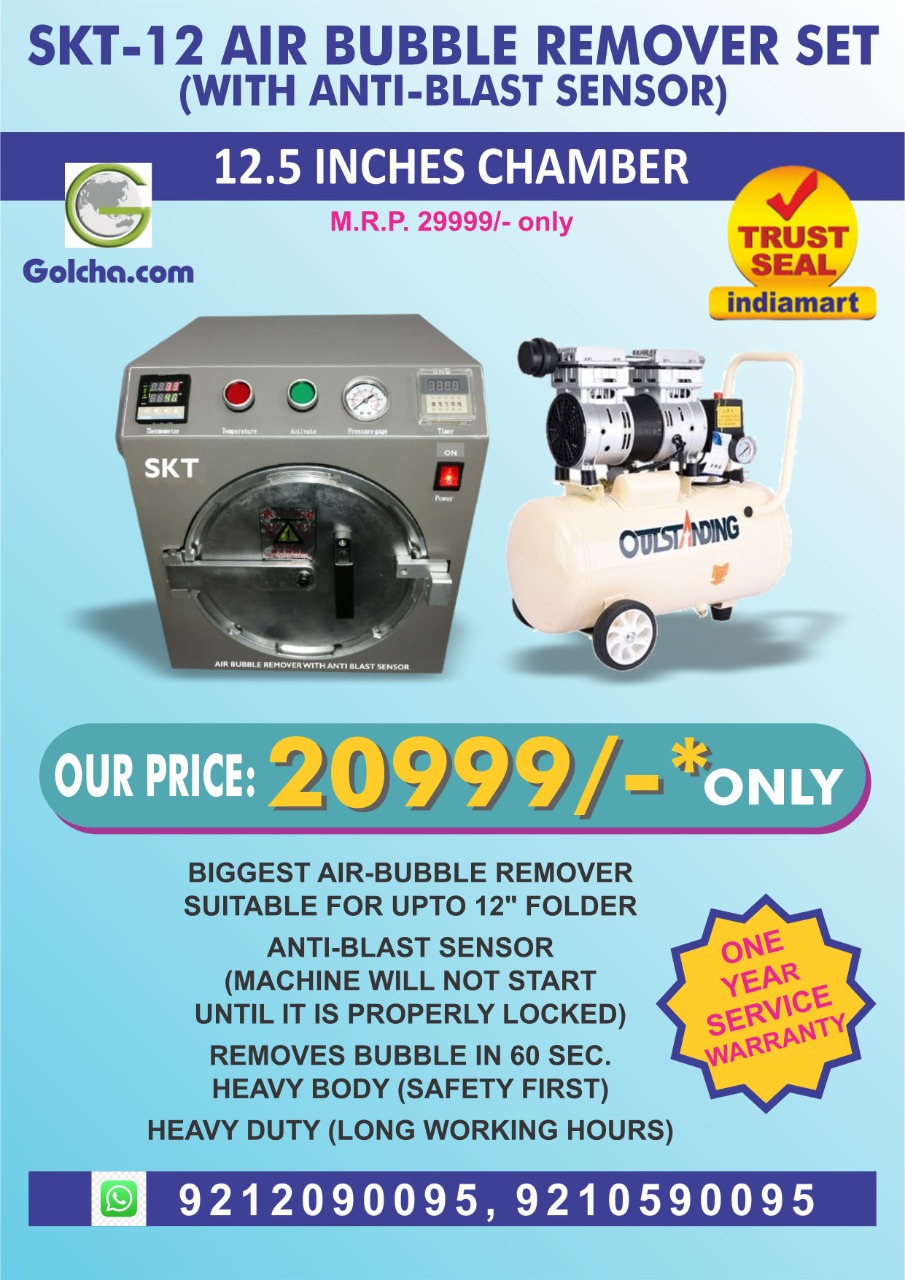 SKT-12 AIR BUBBLE REMOVER SET
(WITH ANTI-BLAST SENSOR)
12.5 INCHES CHAMBER
M.R.P. 29999/- only
Golcha.com
TRUST
SEAL
indiamart
Thermometer
Temperature
Activate
Pressure gage
Timer
SKT
ON
Power
OUTSTANDING
AIR BUBBLE REMOVER WITH ANTI BLAST SENSOR
OUR PRICE: 20999/-* ONLY
BIGGEST AIR-BUBBLE REMOVER
SUITABLE FOR UPTO 12" FOLDER
ANTI-BLAST SENSOR
(MACHINE WILL NOT START
UNTIL IT IS PROPERLY LOCKED)
REMOVES BUBBLE IN 60 SEC.
HEAVY BODY (SAFETY FIRST)
HEAVY DUTY (LONG WORKING HOURS)
ONE
YEAR
SERVICE
WARRANTY
9212090095, 9210590095